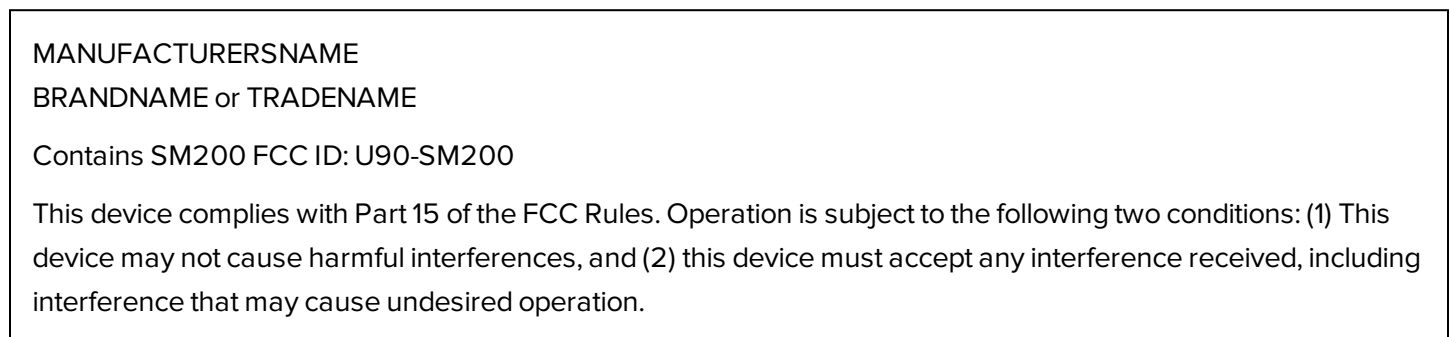 MANUFACTURERSNAME
BRANDNAME or TRADENAME
Contains SM200 FCC ID: U90-SM200
This device complies with Part 15 of the FCC Rules. Operation is subject to the following two conditions: (1) This
device may not cause harmful interferences, and (2) this device must accept any interference received, including
interference that may cause undesired operation.